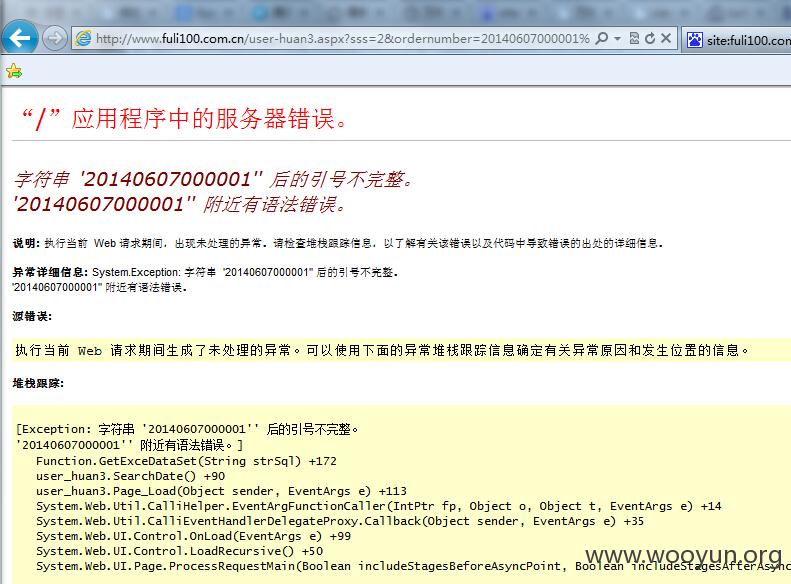 http://www.fuli100.com.cn/user-huan3.aspx?sss=2&ordernumber=20140607000001%
site:fuli100.com
“/”应用程序中的服务器错误。
字符串 '20140607000001'' 后的引号不完整。
'20140607000001'' 附近有语法错误。
说明: 执行当前 Web 请求期间，出现未处理的异常。请检查堆栈跟踪信息，以了解有关该错误以及代码中导致错误的出处的详细信息。
异常详细信息: System.Exception: 字符串 '20140607000001'' 后的引号不完整。
'20140607000001'' 附近有语法错误。
源错误:
执行当前 Web 请求期间生成了未处理的异常。可以使用下面的异常堆栈跟踪信息确定有关异常原因和发生位置的信息。
堆栈跟踪:
[Exception: 字符串 '20140607000001'' 后的引号不完整。
'20140607000001'' 附近有语法错误。]
Function.GetExceDataSet(String strSql) +172
user_huan3.SearchDate() +90
user_huan3.Page_Load(Object sender, EventArgs e) +113
System.Web.Util.CalliHelper.EventArgFunctionCaller(IntPtr fp, Object o, Object t, EventArgs e) +14
System.Web.Util.CalliEventHandlerDelegateProxy.Callback(Object sender, EventArgs e) +35
System.Web.UI.Control.OnLoad(EventArgs e) +99
System.Web.UI.Control.LoadRecursive() +50
System.Web.UI.Page.ProcessRequestMain(Boolean includeStagesBeforeAsyncPoint, Boolean includeStagesAfterAsync
www.wooyun.org